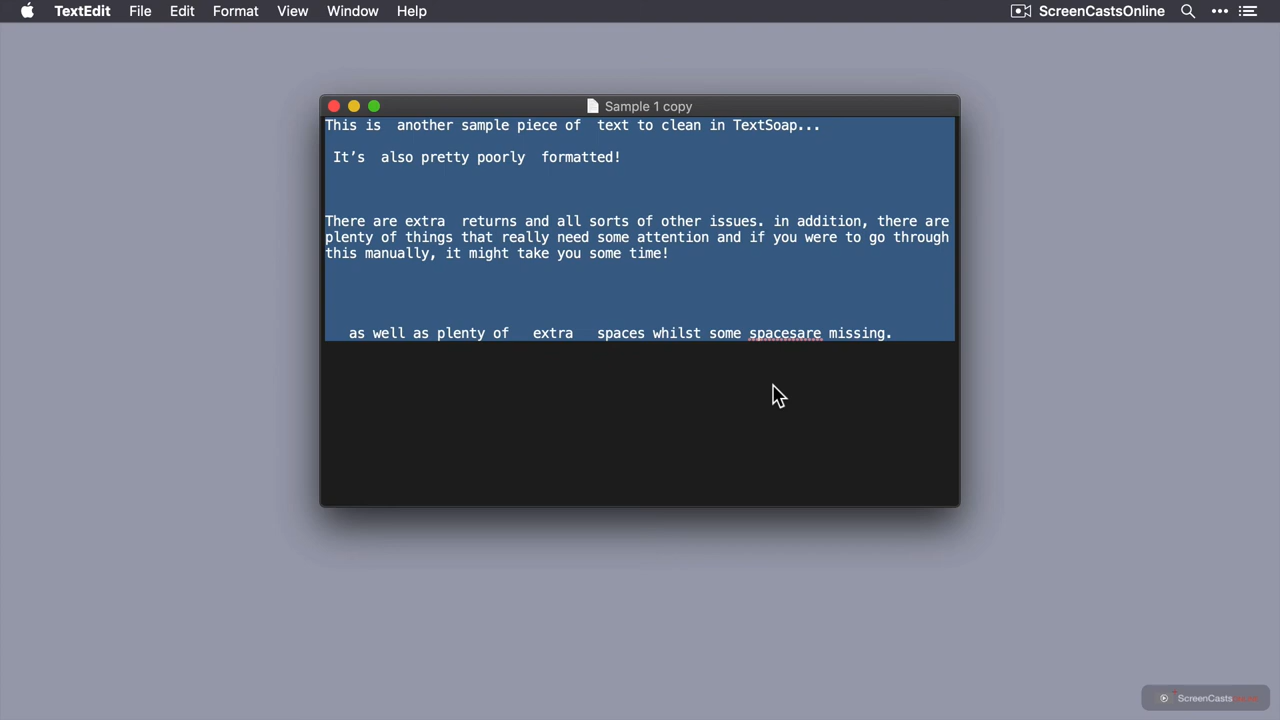 TextEdit File Edit Format View Window Help ScreenCastsOnline
Sample 1 copy
This is  another sample piece of  text to clean in TextSoap...
 It’s  also pretty poorly  formatted!
There are extra  returns and all sorts of other issues. in addition, there are
plenty of things that really need some attention and if you were to go through
this manually, it might take you some time!
   as well as plenty of   extra   spaces whilst some spacesare missing.
ScreenCastsOnline